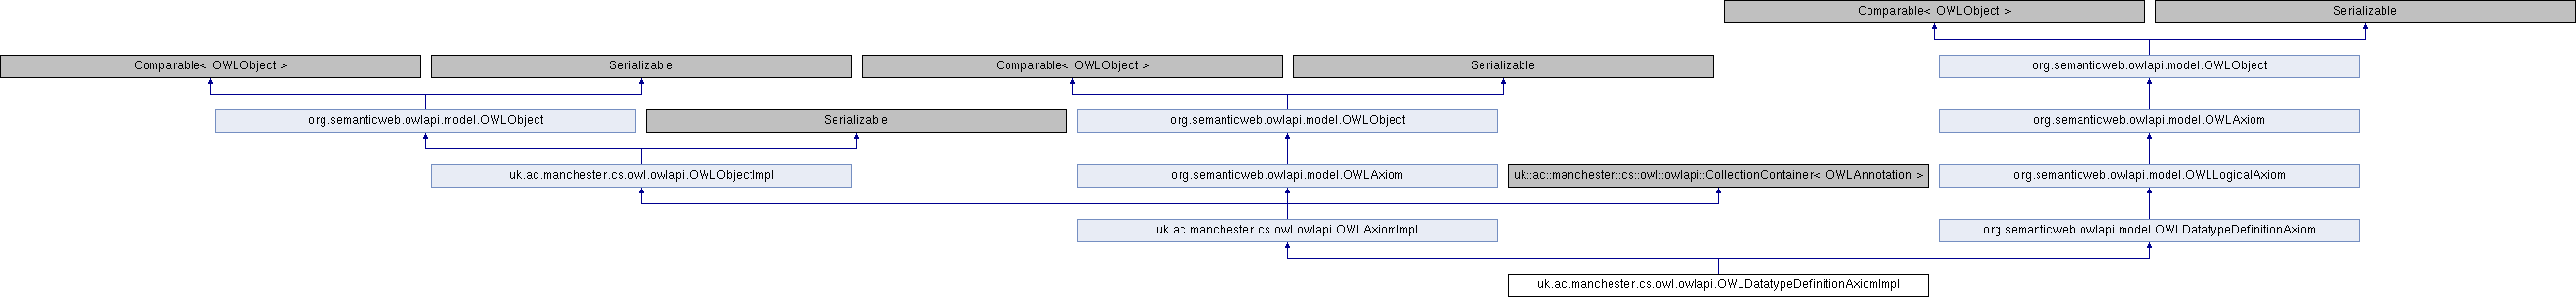 Comparable< OWLObject >
Serializable
Comparable< OWLObject >
Serializable
Comparable< OWLObject >
Serializable
org.semanticweb.owlapi.model.OWLObject
org.semanticweb.owlapi.model.OWLObject
Serializable
org.semanticweb.owlapi.model.OWLObject
org.semanticweb.owlapi.model.OWLAxiom
uk.ac.manchester.cs.owl.owlapi.OWLObjectImpl
org.semanticweb.owlapi.model.OWLAxiom
uk::ac::manchester::cs::owl::owlapi::CollectionContainer< OWLAnnotation >
org.semanticweb.owlapi.model.OWLLogicalAxiom
uk.ac.manchester.cs.owl.owlapi.OWLAxiomImpl
org.semanticweb.owlapi.model.OWLDatatypeDefinitionAxiom
uk.ac.manchester.cs.owl.owlapi.OWLDatatypeDefinitionAxiomImpl